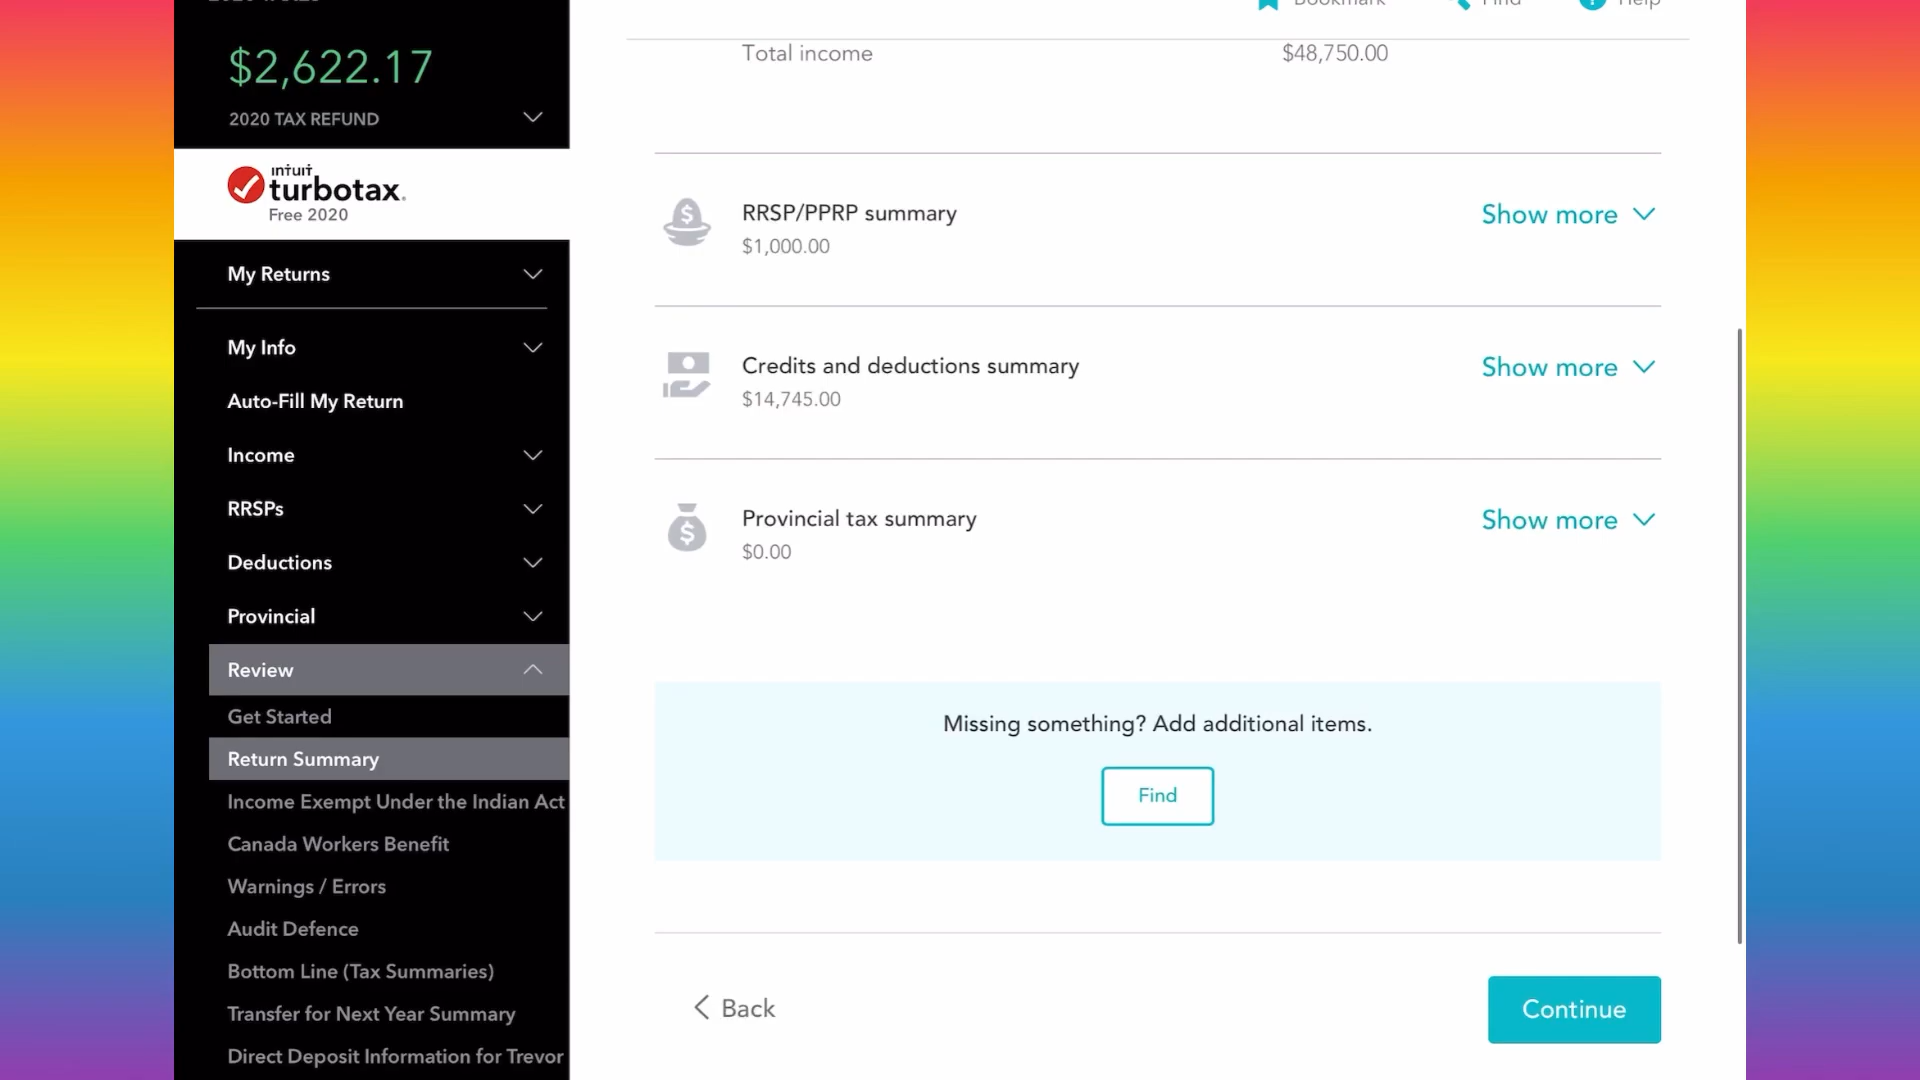 $2,622.17
2020 TAX REFUND
intuit
turbotax.
Free 2020
My Returns
My Info
Auto-Fill My Return
Income
RRSPs
Deductions
Provincial
Review
Get Started
Return Summary
Income Exempt Under the Indian Act
Canada Workers Benefit
Warnings / Errors
Audit Defence
Bottom Line (Tax Summaries)
Transfer for Next Year Summary
Direct Deposit Information for Trevor
Bookmark
Find
Help
Total income $48,750.00
RRSP/PPRP summary Show more
$1,000.00
Credits and deductions summary Show more
$14,745.00
Provincial tax summary Show more
$0.00
Missing something? Add additional items.
Find
Back
Continue